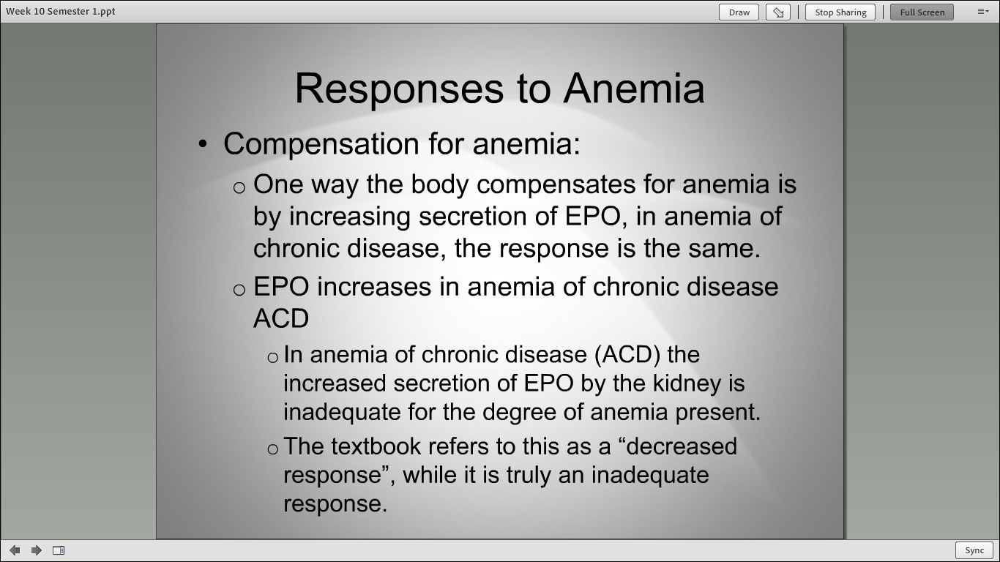 Week 10 Semester 1.ppt
Draw
Stop Sharing
Full Screen
Responses to Anemia
• Compensation for anemia:
o One way the body compensates for anemia is
by increasing secretion of EPO, in anemia of
chronic disease, the response is the same.
o EPO increases in anemia of chronic disease
ACD
o In anemia of chronic disease (ACD) the
increased secretion of EPO by the kidney is
inadequate for the degree of anemia present.
o The textbook refers to this as a “decreased
response”, while it is truly an inadequate
response.
Sync